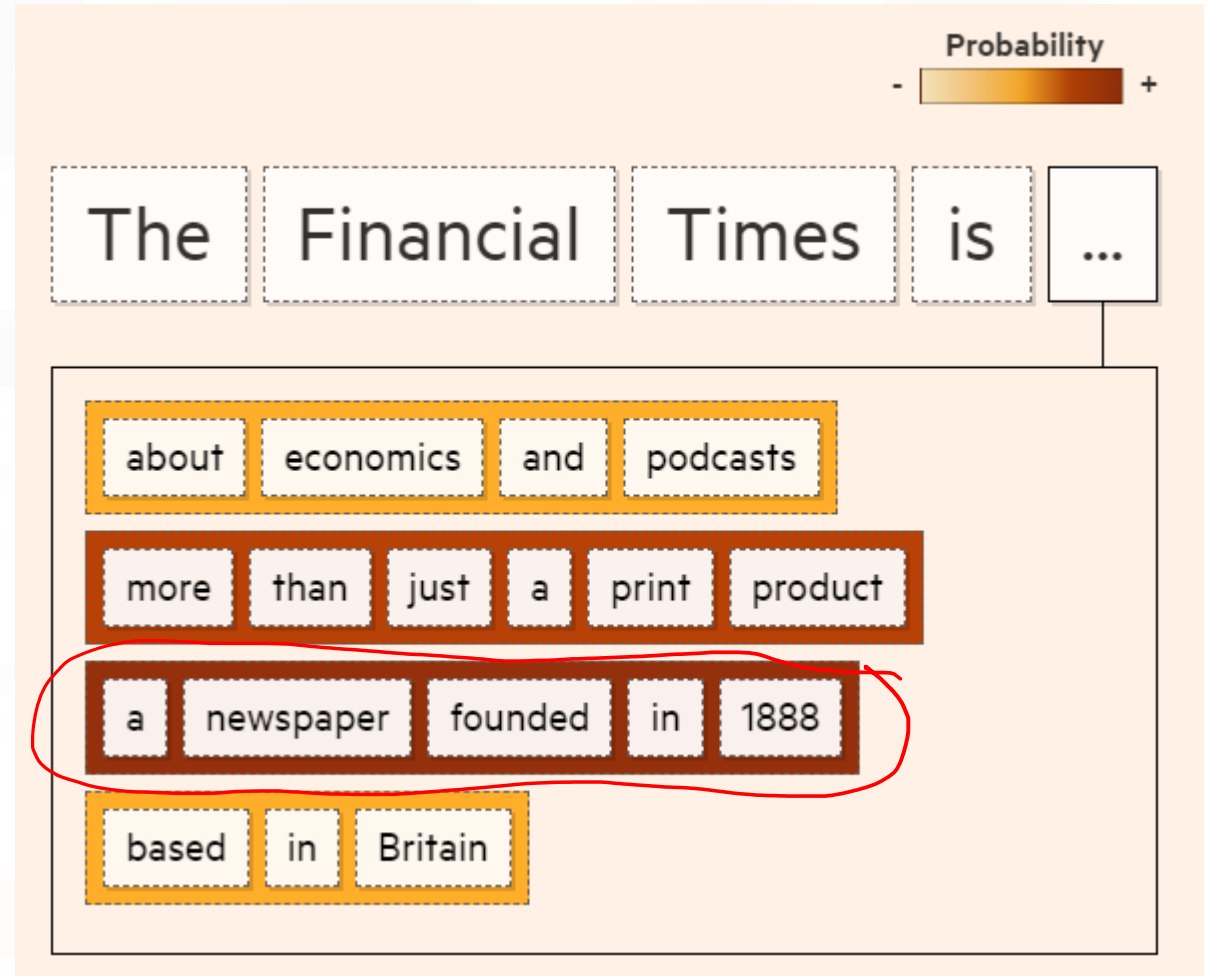 Probability
- +
The Financial Times is ...
about economics and podcasts
more than just a print product
a newspaper founded in 1888
based in Britain